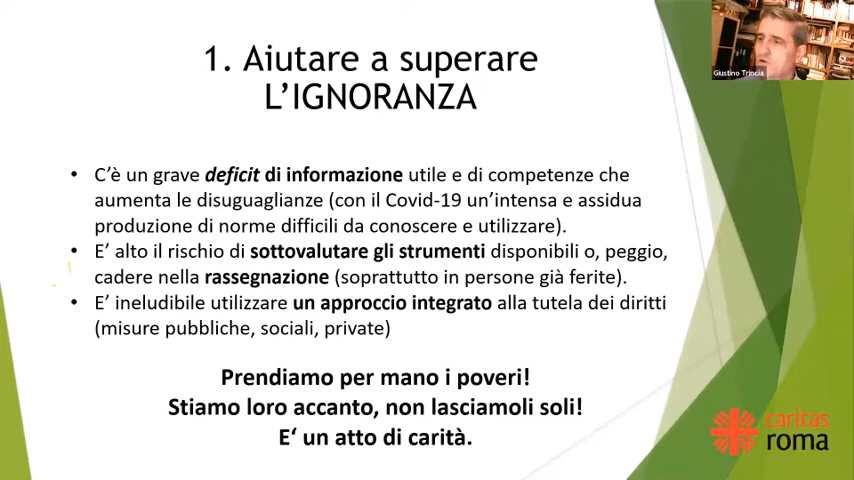 Giustino Trincia
1. Aiutare a superare
L’IGNORANZA
• C’è un grave deficit di informazione utile e di competenze che
aumenta le disuguaglianze (con il Covid-19 un’intensa e assidua
produzione di norme difficili da conoscere e utilizzare).
• E’ alto il rischio di sottovalutare gli strumenti disponibili o, peggio,
cadere nella rassegnazione (soprattutto in persone già ferite).
• E’ ineludibile utilizzare un approccio integrato alla tutela dei diritti
(misure pubbliche, sociali, private)
Prendiamo per mano i poveri!
Stiamo loro accanto, non lasciamoli soli!
E‘ un atto di carità.
caritas
roma